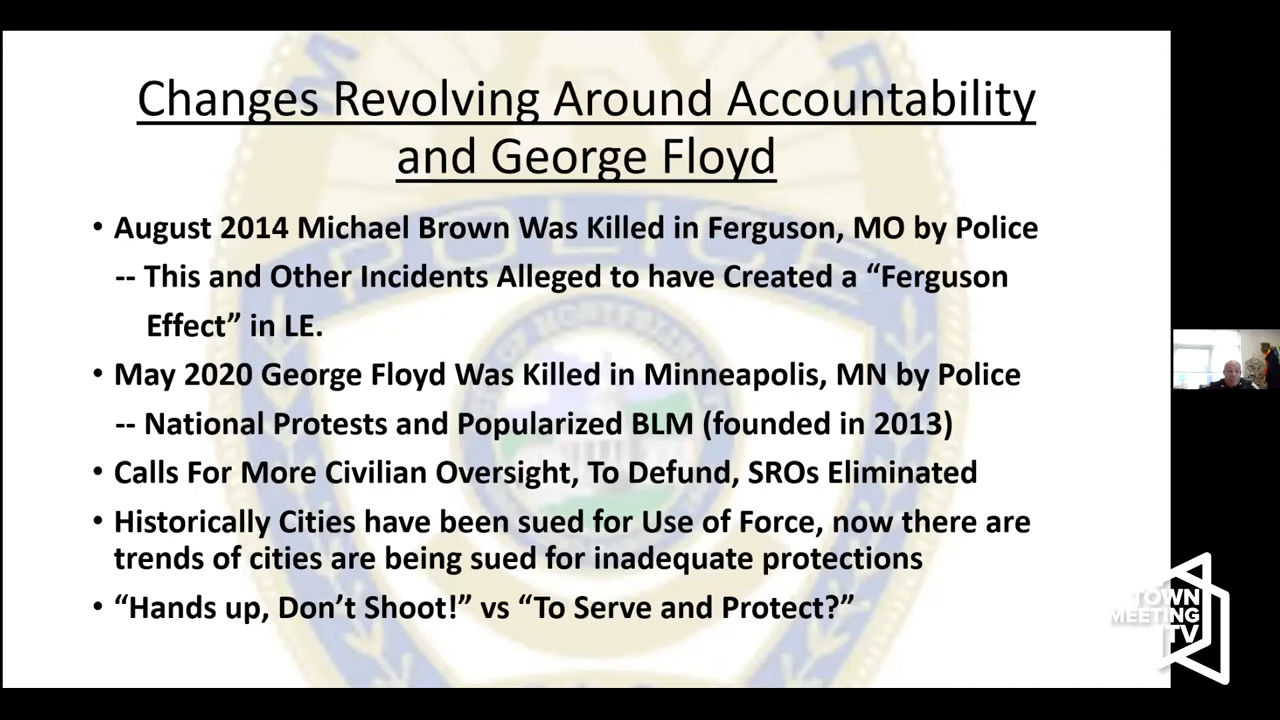 Changes Revolving Around Accountability
and George Floyd
• August 2014 Michael Brown Was Killed in Ferguson, MO by Police
-- This and Other Incidents Alleged to have Created a “Ferguson
Effect” in LE.
• May 2020 George Floyd Was Killed in Minneapolis, MN by Police
-- National Protests and Popularized BLM (founded in 2013)
• Calls For More Civilian Oversight, To Defund, SROs Eliminated
• Historically Cities have been sued for Use of Force, now there are
trends of cities are being sued for inadequate protections
• “Hands up, Don’t Shoot!” vs “To Serve and Protect?”
POLICE
TOWN
MEETING
TV